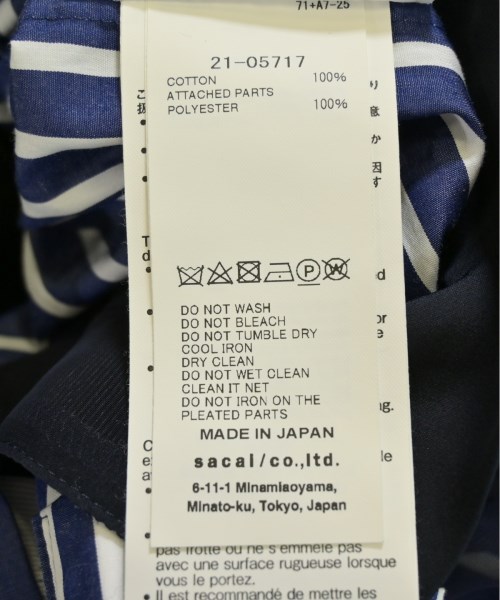 71+A7-25
21-05717
COTTON 100%
ATTACHED PARTS
POLYESTER 100%
DO NOT WASH
DO NOT BLEACH
DO NOT TUMBLE DRY
COOL IRON
DRY CLEAN
DO NOT WET CLEAN
CLEAN IT NET
DO NOT IRON ON THE
PLEATED PARTS
MADE IN JAPAN
sacai/co.,ltd.
6-11-1 Minamiaoyama,
Minato-ku, Tokyo, Japan
pas frotté ou ne s'emmêle pas
avec une surface rugueuse lorsque
vous le portez.
• Il est recommandé de mettre les